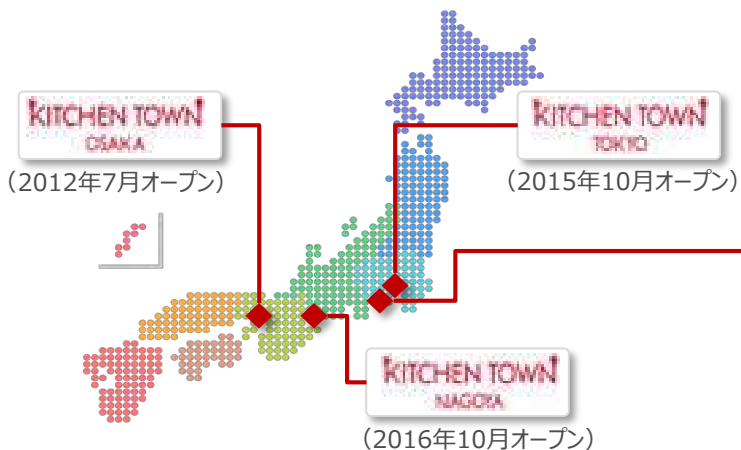 KITCHEN TOWN
OSAKA
(2012年7月オープン)
KITCHEN TOWN
TOKYO
(2015年10月オープン)
KITCHEN TOWN
NAGOYA
(2016年10月オープン)